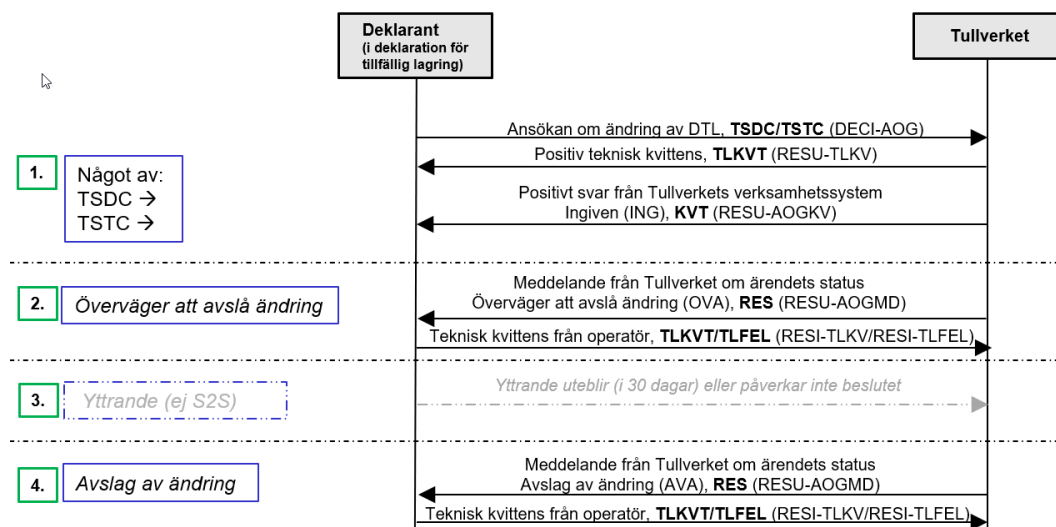 Deklarant
(i deklaration för
tillfällig lagring)
Tullverket
Ansökan om ändring av DTL, TSDC/TSTC (DECI-AOG)
Positiv teknisk kvittens, TLKVT (RESU-TLKV)
1.
Något av:
TSDC →
TSTC →
Positivt svar från Tullverkets verksamhetssystem
Ingiven (ING), KVT (RESU-AOGKV)
2.
Överväger att avslå ändring
Meddelande från Tullverket om ärendets status
Överväger att avslå ändring (OVA), RES (RESU-AOGMD)
Teknisk kvittens från operatör, TLKVT/TLFEL (RESI-TLKV/RESI-TLFEL)
3.
Yttrande (ej S2S)
Yttrande uteblir (i 30 dagar) eller påverkar inte beslutet
4.
Avslag av ändring
Meddelande från Tullverket om ärendets status
Avslag av ändring (AVA), RES (RESU-AOGMD)
Teknisk kvittens från operatör, TLKVT/TLFEL (RESI-TLKV/RESI-TLFEL)